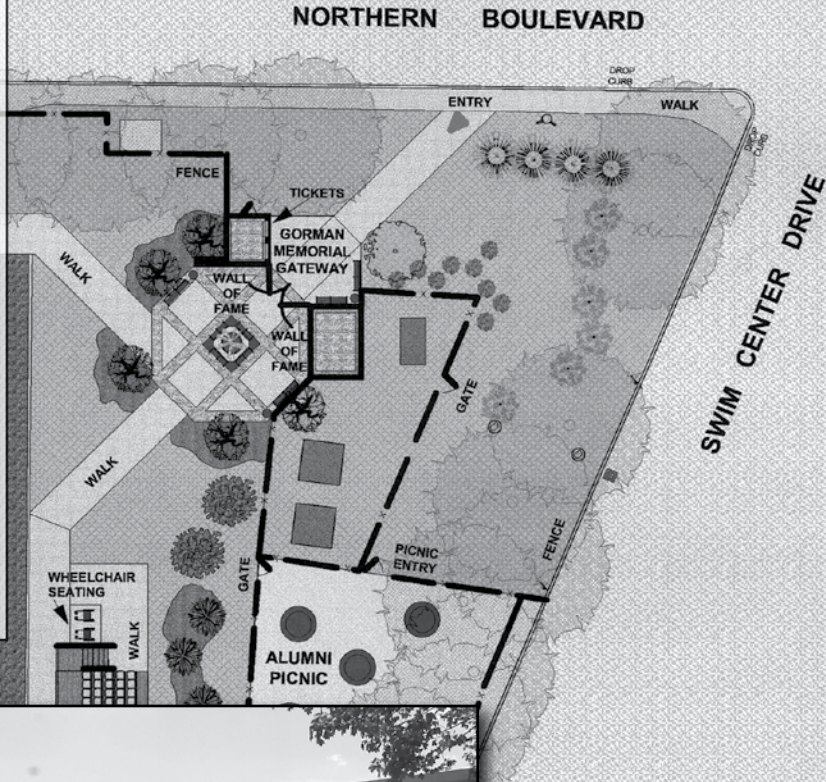 NORTHERN BOULEVARD
DROP
CURB
ENTRY
WALK
DROP
CURB
FENCE
TICKETS
SWIM CENTER DRIVE
GORMAN
MEMORIAL
GATEWAY
WALK
WALL
OF
FAME
WALL
OF
FAME
GATE
WALK
FENCE
PICNIC
ENTRY
GATE
WHEELCHAIR
SEATING
WALK
ALUMNI
PICNIC